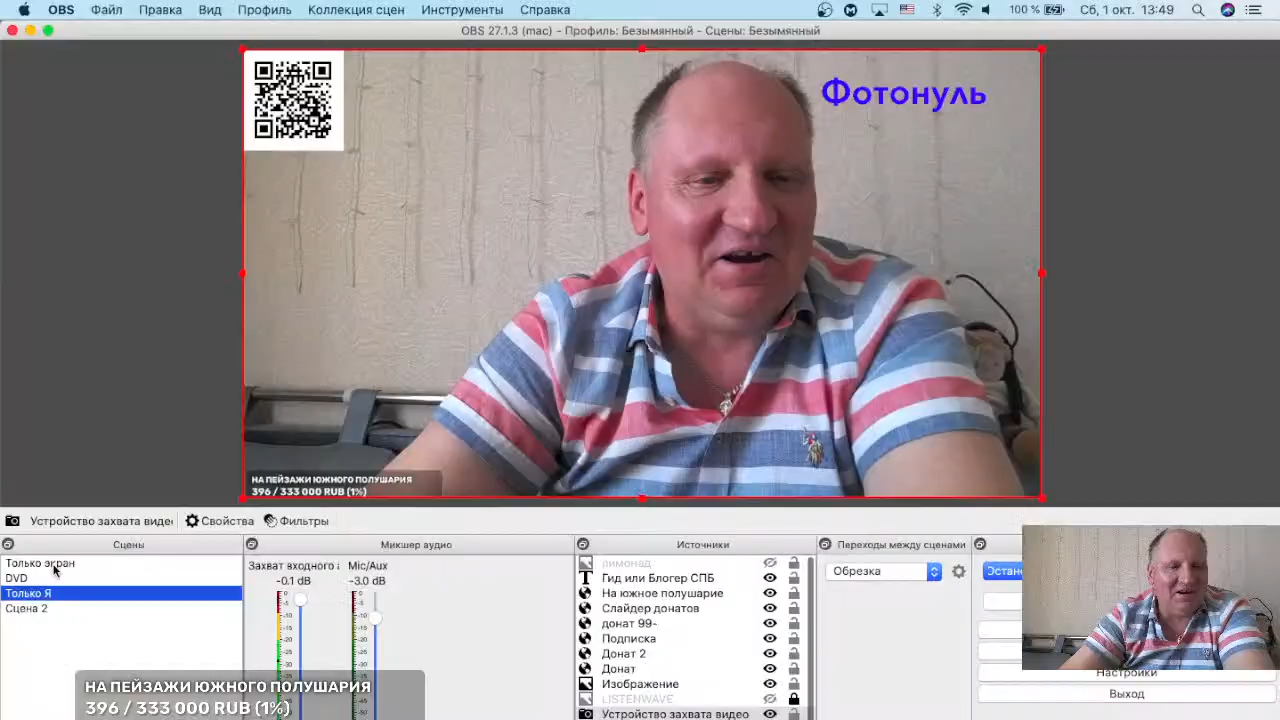 OBS Файл Правка Вид Профиль Коллекция сцен Инструменты Справка 100 % Сб, 1 окт. 13:49
OBS 27.1.3 (mac) - Профиль: Безымянный - Сцены: Безымянный
Фотонуль
НА ПЕЙЗАЖИ ЮЖНОГО ПОЛУШАРИЯ
396 / 333 000 RUB (1%)
Устройство захвата видес Свойства Фильтры
Сцены
Только экран
DVD
Только Я
Сцена 2
Микшер аудио
Захват входного а Mic/Aux
-0.1 dB -3.0 dB
Источники
лимонад
Гид или Блогер СПБ
На южное полушарие
Слайдер донатов
донат 99-
Подписка
Донат 2
Донат
Изображение
LISTENWAVE
Устройство захвата видео
Переходы между сценами
Обрезка
Остано
Настройки
Выход
НА ПЕЙЗАЖИ ЮЖНОГО ПОЛУШАРИЯ
396 / 333 000 RUB (1%)